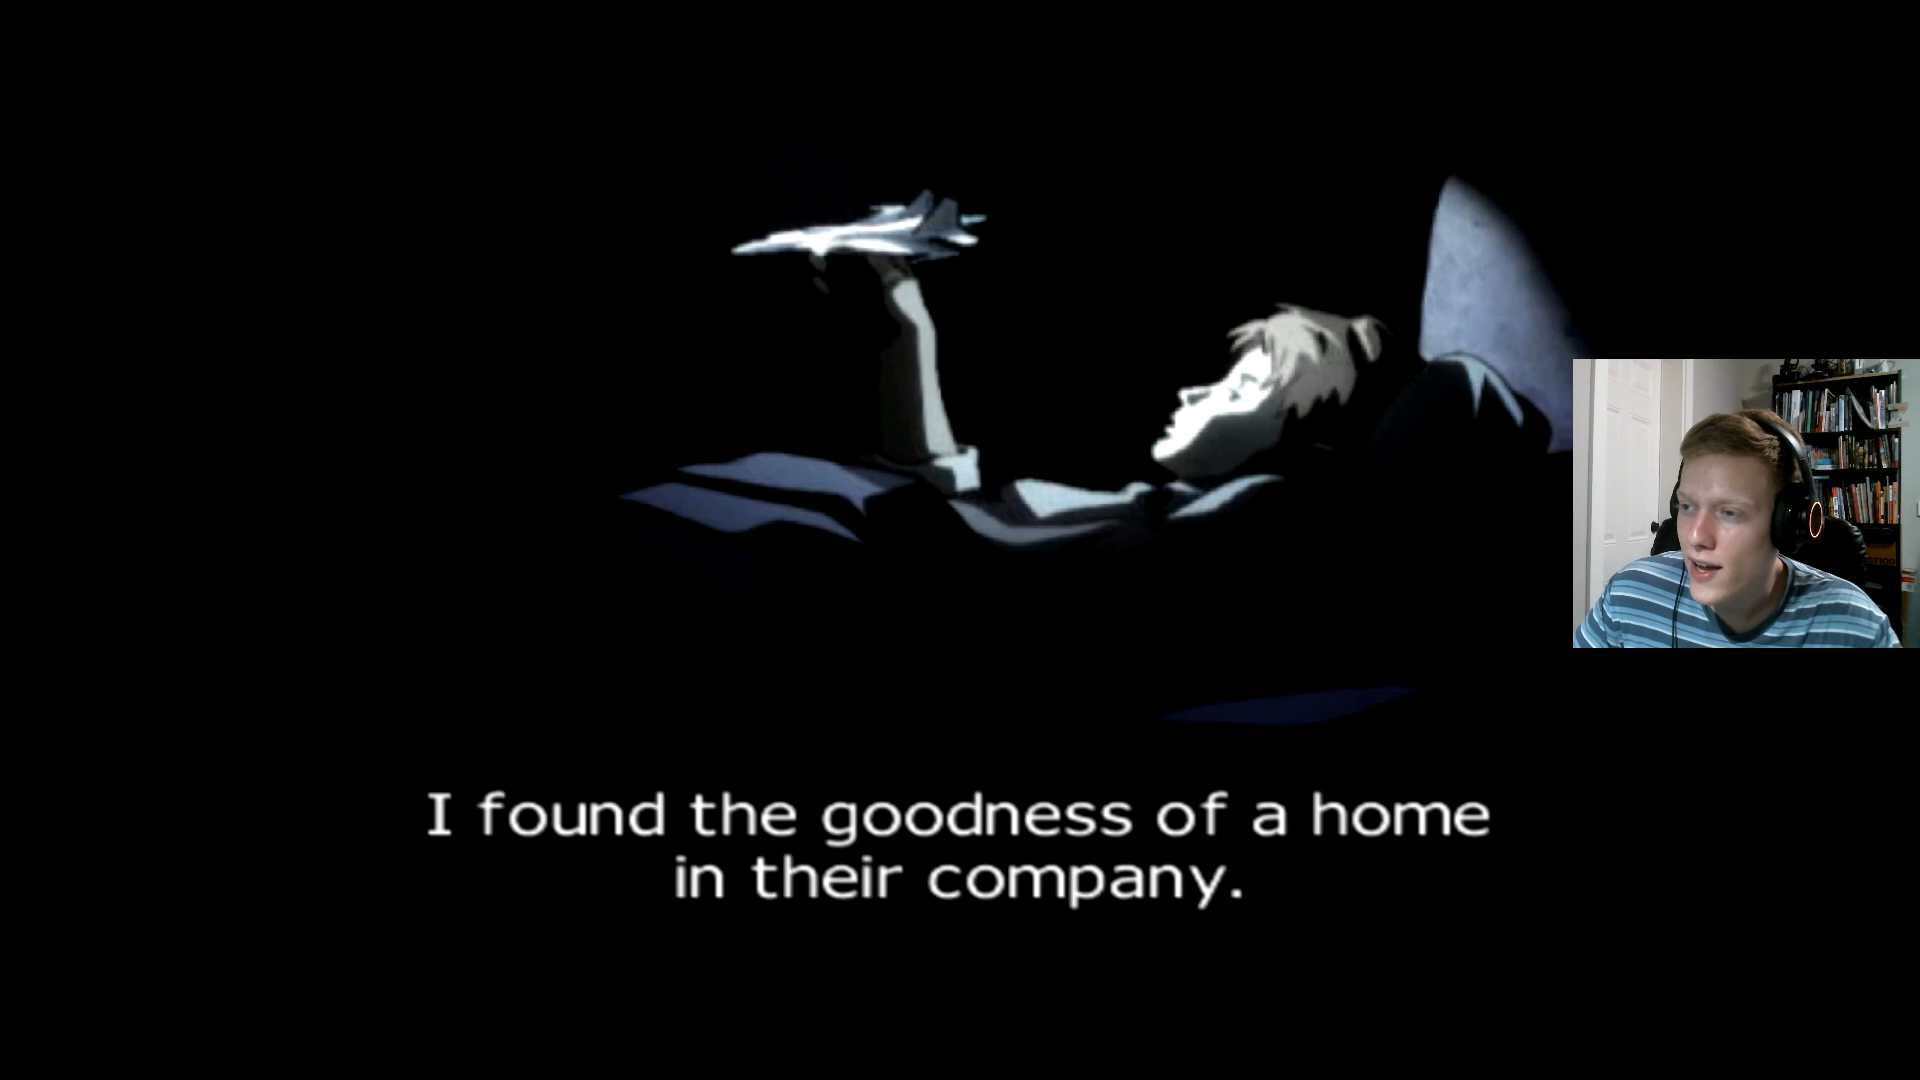 I found the goodness of a home
in their company.